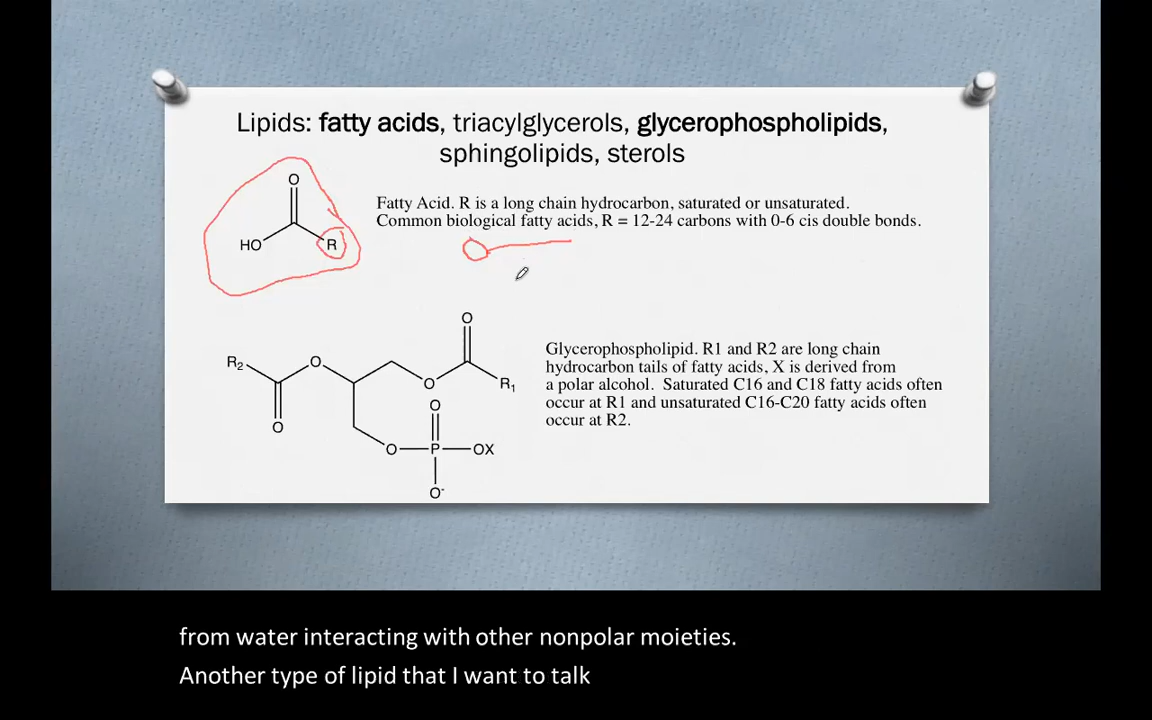 Lipids: fatty acids, triacylglycerols, glycerophospholipids,
sphingolipids, sterols
O
HO
R
Fatty Acid. R is a long chain hydrocarbon, saturated or unsaturated.
Common biological fatty acids, R = 12-24 carbons with 0-6 cis double bonds.
O
R2
O
O
R1
O
O
O
P
OX
O-
Glycerophospholipid. R1 and R2 are long chain
hydrocarbon tails of fatty acids, X is derived from
a polar alcohol. Saturated C16 and C18 fatty acids often
occur at R1 and unsaturated C16-C20 fatty acids often
occur at R2.
from water interacting with other nonpolar moieties.
Another type of lipid that I want to talk